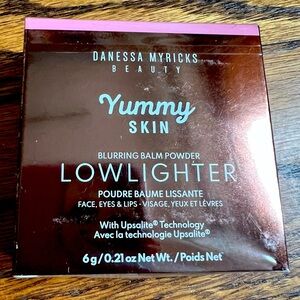 DANESSA MYRICKS
BEAUTY
Yummy
SKIN
BLURRING BALM POWDER
LOWLIGHTER
POUDRE BAUME LISSANTE
FACE, EYES & LIPS - VISAGE, YEUX ET LÈVRES
With Upsalite® Technology
Avec la technologie Upsalite®
6 g / 0.21 oz Net Wt. / Poids Net